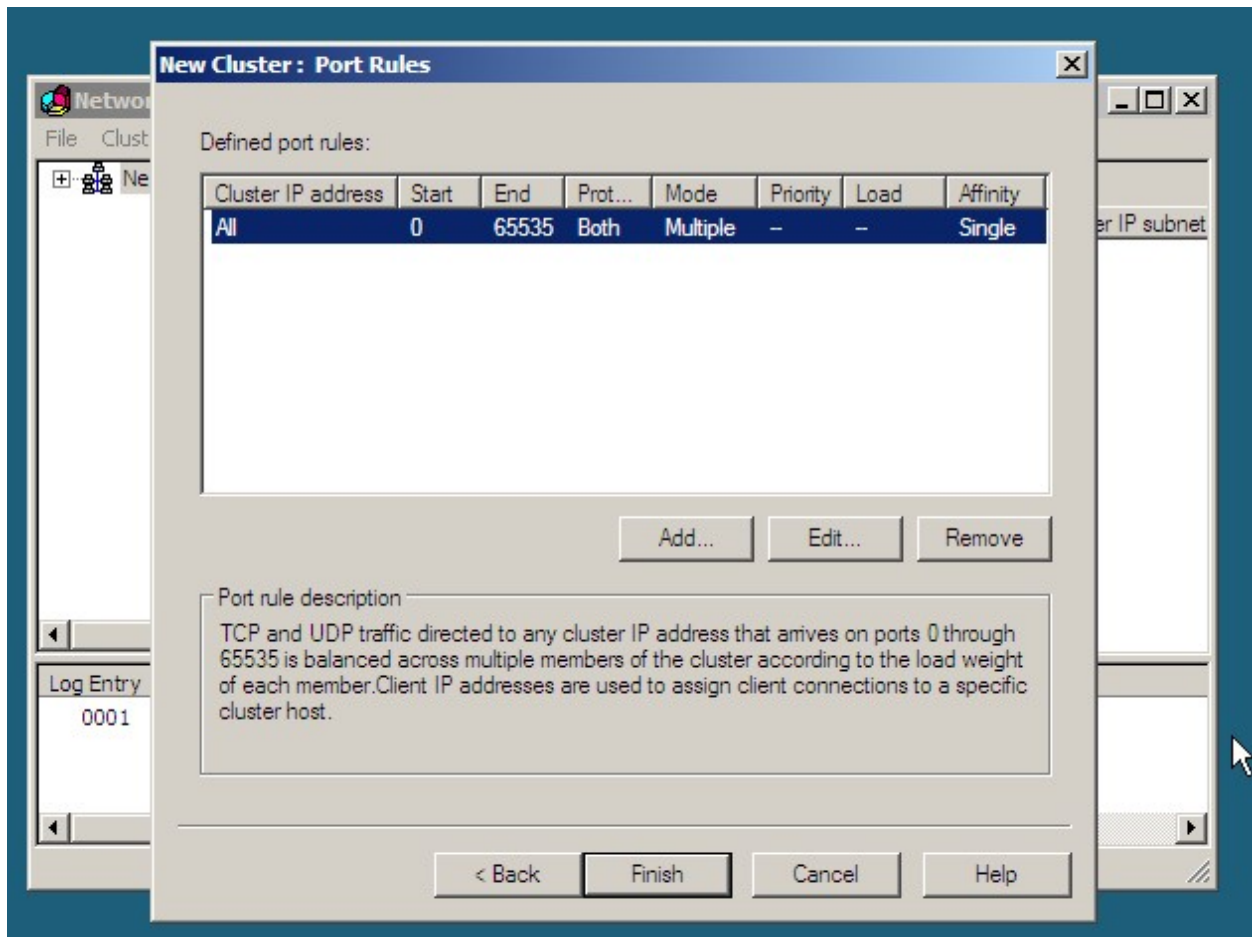 New Cluster : Port Rules
Networ
File Clust
Ne
Defined port rules:
Cluster IP address Start End Prot... Mode Priority Load Affinity
All 0 65535 Both Multiple -- -- Single
er IP subnet
Add... Edit... Remove
Port rule description
TCP and UDP traffic directed to any cluster IP address that arrives on ports 0 through
65535 is balanced across multiple members of the cluster according to the load weight
of each member.Client IP addresses are used to assign client connections to a specific
cluster host.
Log Entry
0001
< Back Finish Cancel Help